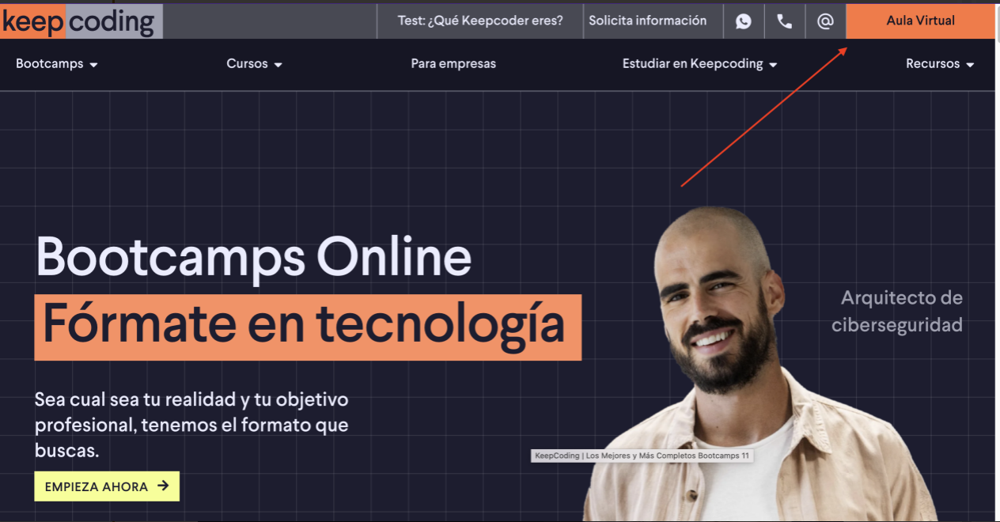 keep coding
Test: ¿Qué Keepcoder eres?
Solicita información
Aula Virtual
Bootcamps
Cursos
Para empresas
Estudiar en Keepcoding
Recursos
Bootcamps Online
Fórmate en tecnología
Arquitecto de
ciberseguridad
Sea cual sea tu realidad y tu objetivo
profesional, tenemos el formato que
buscas.
KeepCoding | Los Mejores y Más Completos Bootcamps 11
EMPIEZA AHORA →